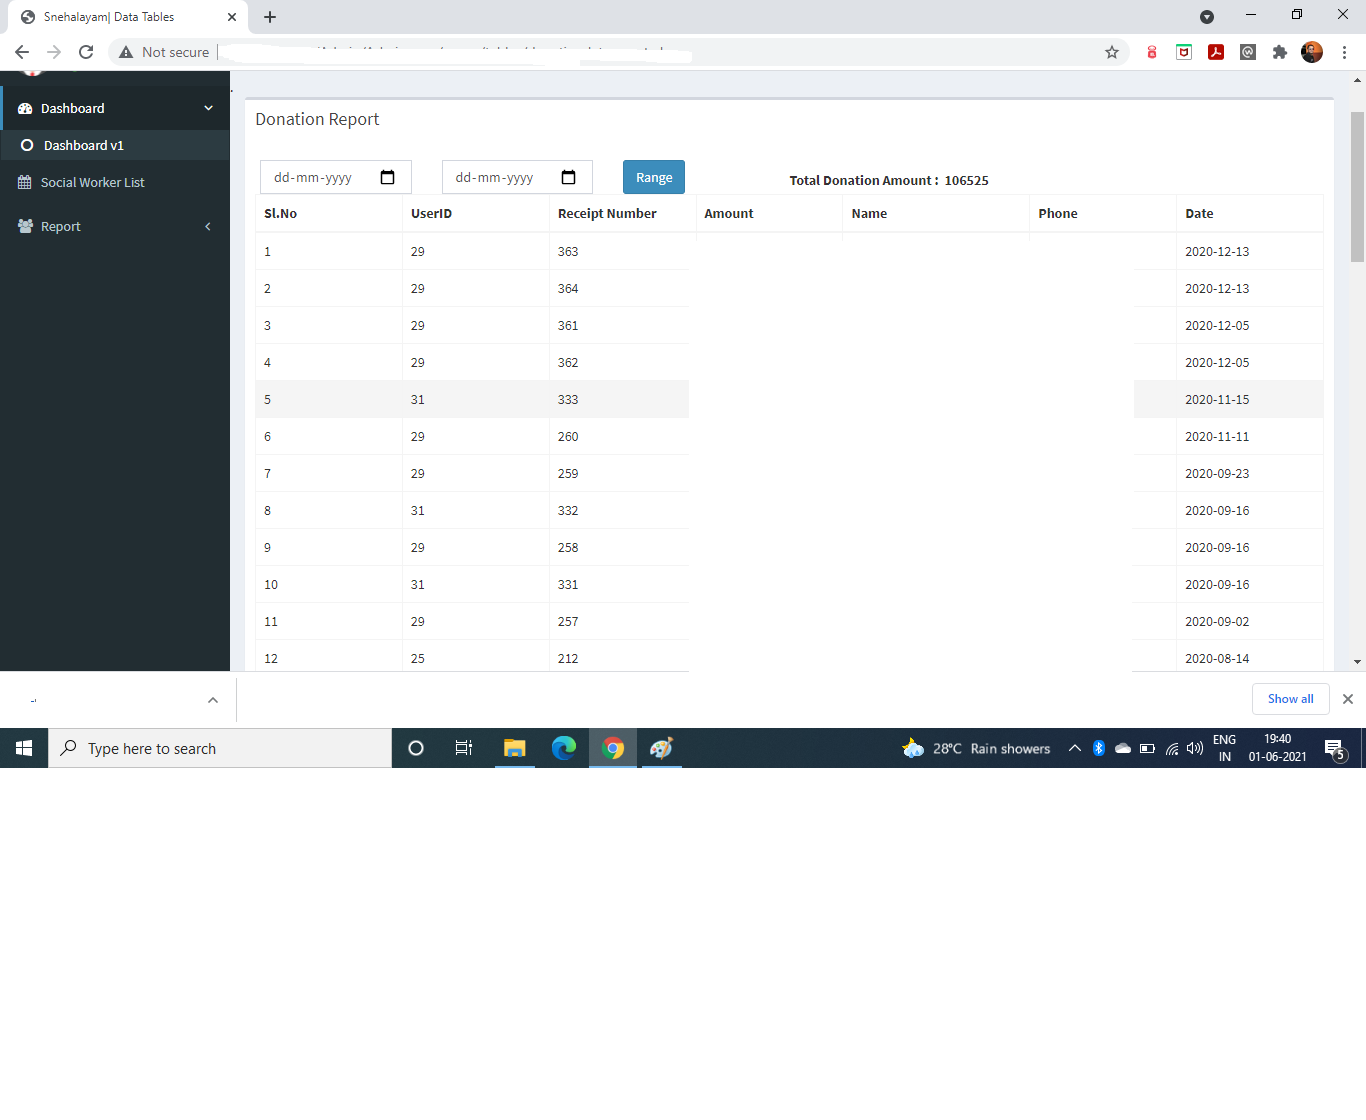 Snehalayam| Data Tables
Not secure
Dashboard
Dashboard v1
Social Worker List
Report
Donation Report
dd-mm-yyyy dd-mm-yyyy Range Total Donation Amount : 106525
Sl.No UserID Receipt Number Amount Name Phone Date
1 29 363 2020-12-13
2 29 364 2020-12-13
3 29 361 2020-12-05
4 29 362 2020-12-05
5 31 333 2020-11-15
6 29 260 2020-11-11
7 29 259 2020-09-23
8 31 332 2020-09-16
9 29 258 2020-09-16
10 31 331 2020-09-16
11 29 257 2020-09-02
12 25 212 2020-08-14
Show all
Type here to search
28°C Rain showers
ENG
IN
19:40
01-06-2021
5